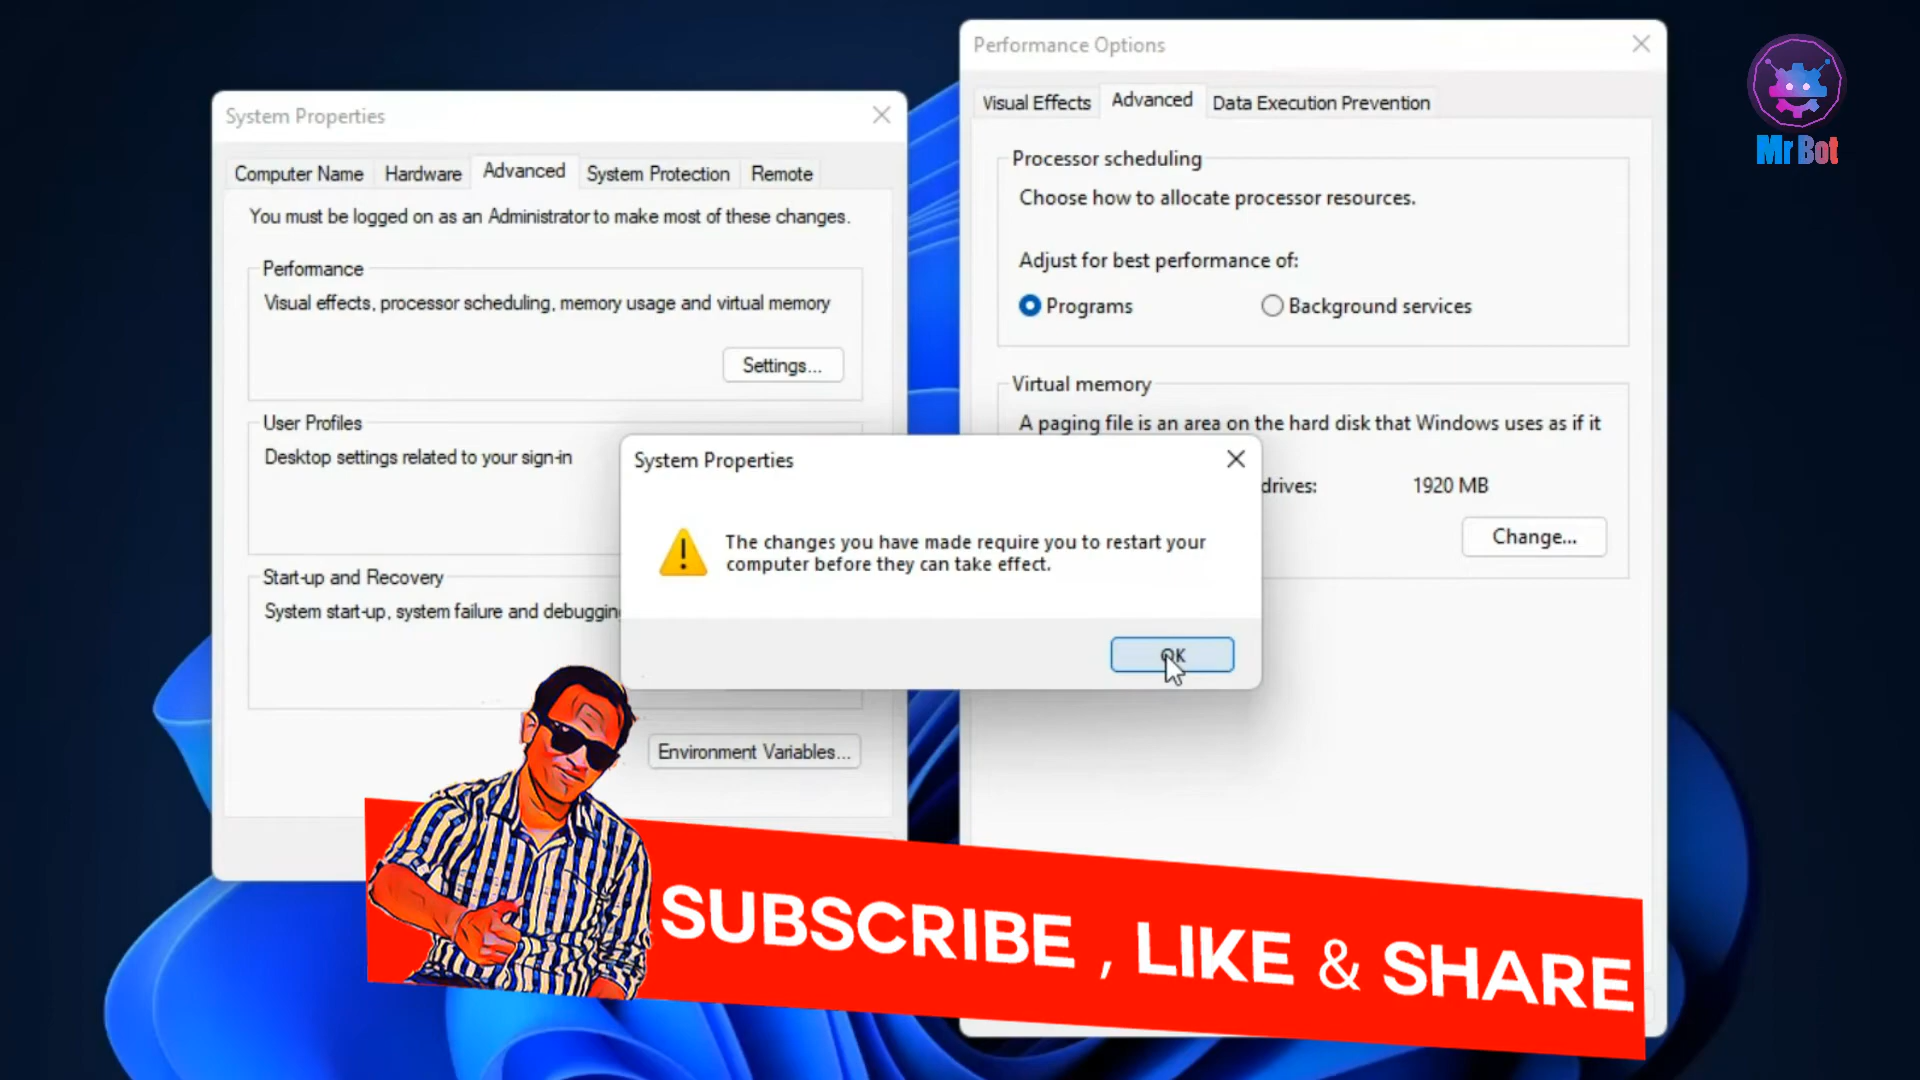 Performance Options
Visual Effects
Advanced
Data Execution Prevention
Mr Bot
Processor scheduling
Choose how to allocate processor resources.
Adjust for best performance of:
Programs
Background services
Virtual memory
A paging file is an area on the hard disk that Windows uses as if it
drives:
1920 MB
Change...
System Properties
Computer Name
Hardware
Advanced
System Protection
Remote
You must be logged on as an Administrator to make most of these changes.
Performance
Visual effects, processor scheduling, memory usage and virtual memory
Settings...
User Profiles
Desktop settings related to your sign-in
Start-up and Recovery
System start-up, system failure and debugging
Environment Variables...
System Properties
The changes you have made require you to restart your
computer before they can take effect.
OK
SUBSCRIBE , LIKE & SHARE